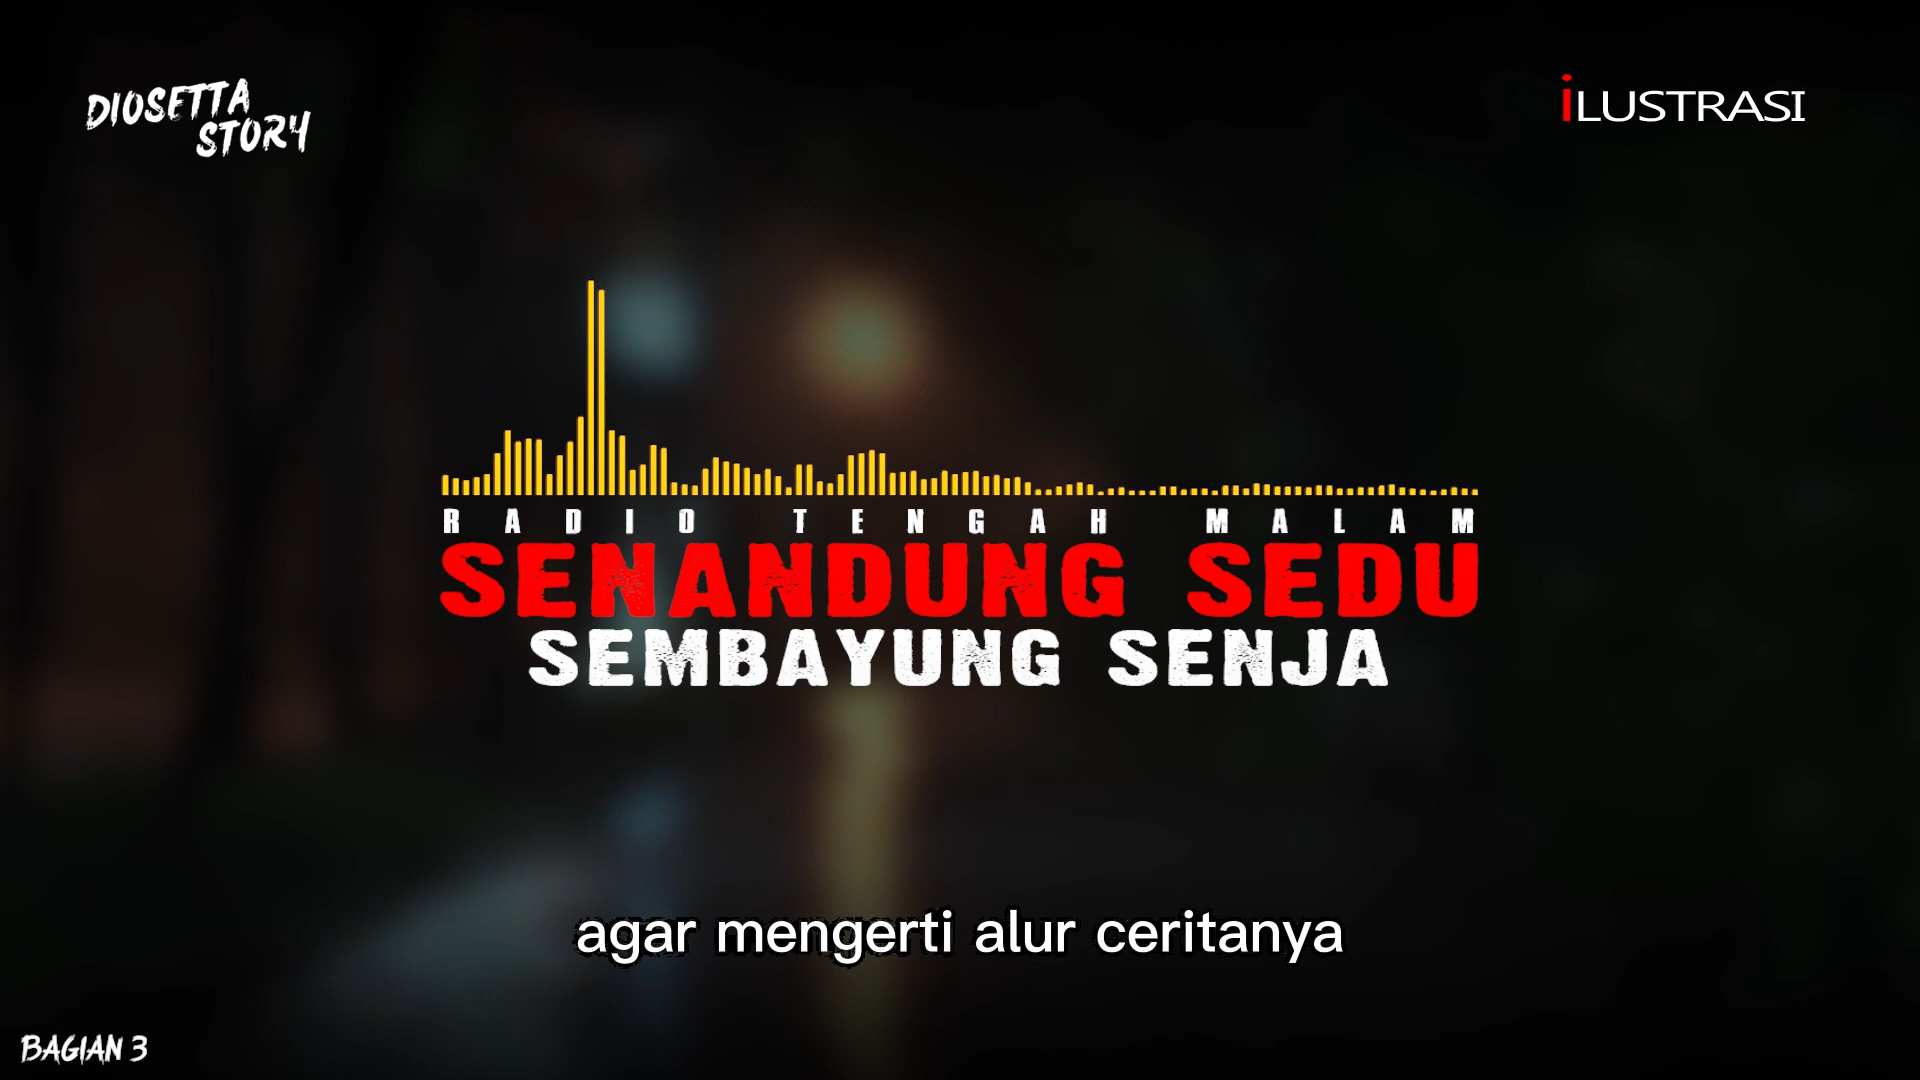 DIOSETTA
STORY
iLUSTRASI
RADIO TENGAH MALAM
SENANDUNG SEDU
SEMBAYUNG SENJA
agar mengerti alur ceritanya
BAGIAN 3